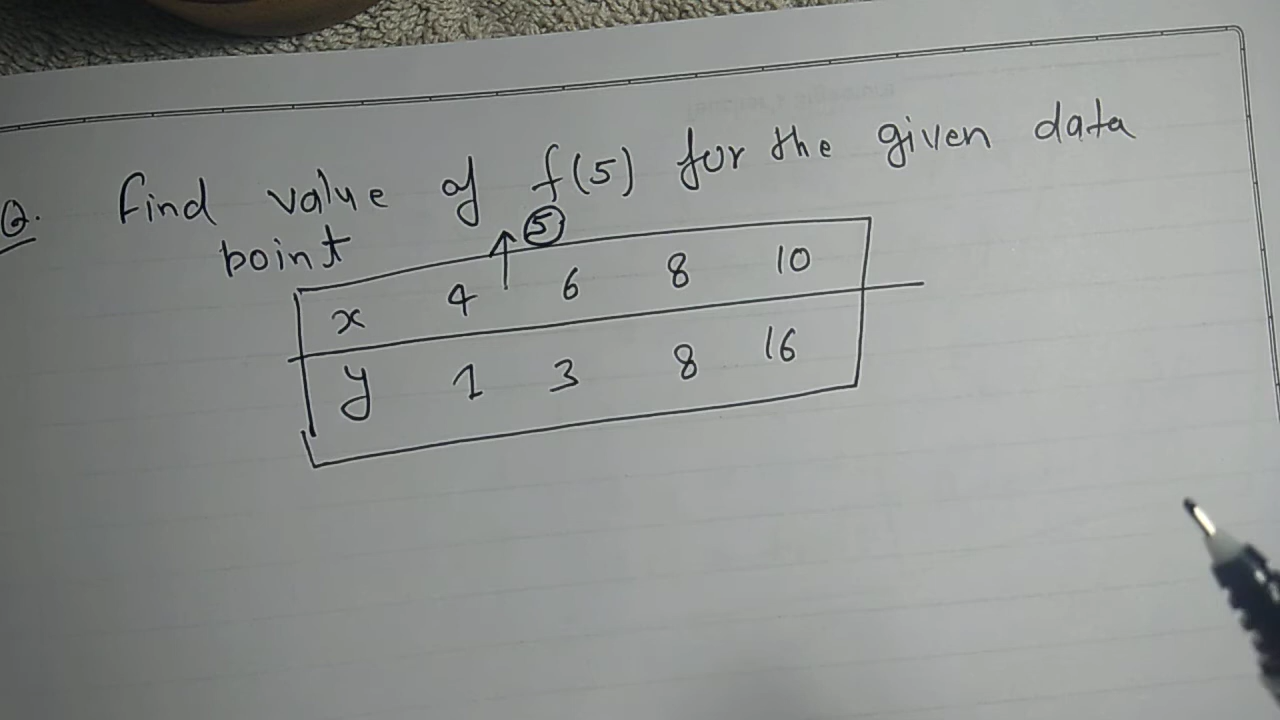 Q. Find value of f(5) for the given data
point
↑ ⑤
x 4 6 8 10
y 1 3 8 16